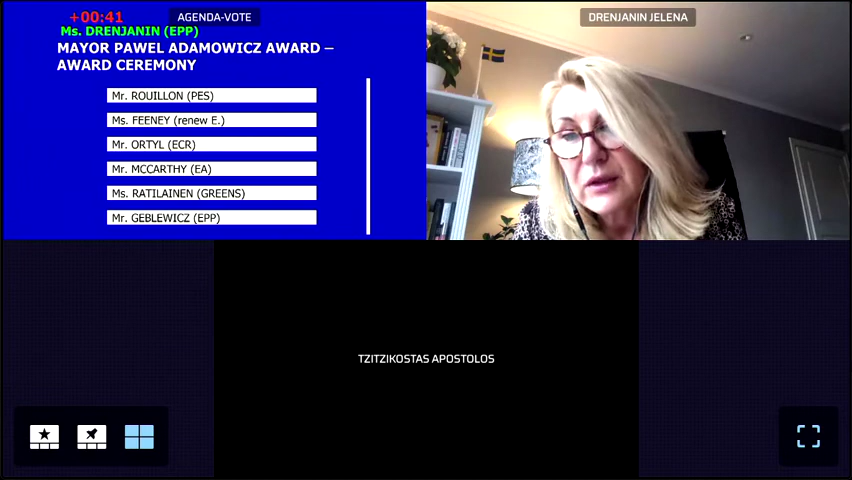 +00:41
AGENDA-VOTE
Ms. DRENJANIN (EPP)
MAYOR PAWEL ADAMOWICZ AWARD –
AWARD CEREMONY
Mr. ROUILLON (PES)
Ms. FEENEY (renew E.)
Mr. ORTYL (ECR)
Mr. MCCARTHY (EA)
Ms. RATILAINEN (GREENS)
Mr. GEBLEWICZ (EPP)
DRENJANIN JELENA
TZITZIKOSTAS APOSTOLOS